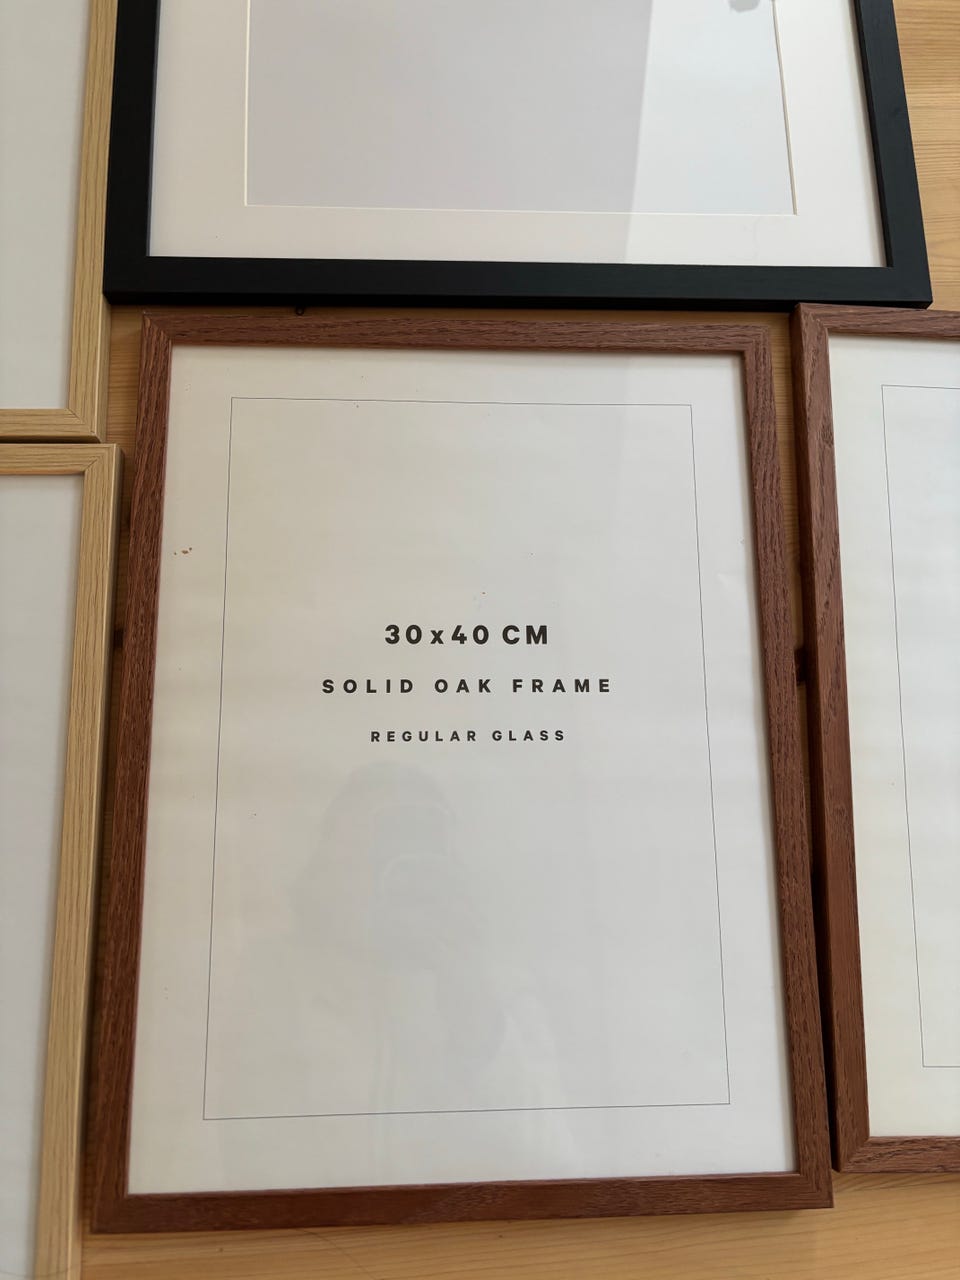 30x40 CM
SOLID OAK FRAME
REGULAR GLASS